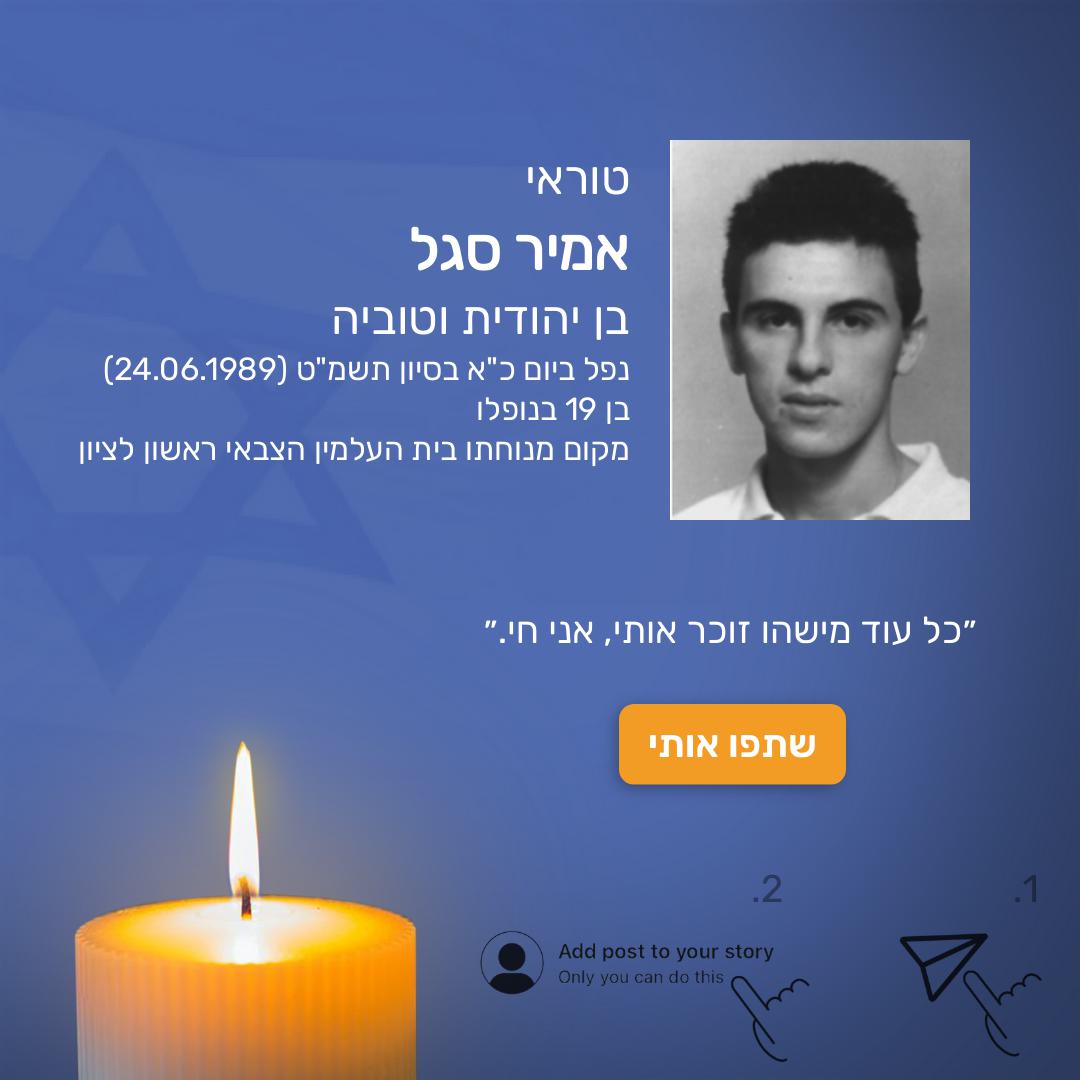 טוראי
אמיר סגל
בן יהודית וטוביה
נפל ביום כ"א בסיון תשמ"ט (24.06.1989)
בן 19 בנופלו
מקום מנוחתו בית העלמין הצבאי ראשון לציון
״כל עוד מישהו זוכר אותי, אני חי.״
שתפו אותי
1.
2.
Add post to your story
Only you can do this